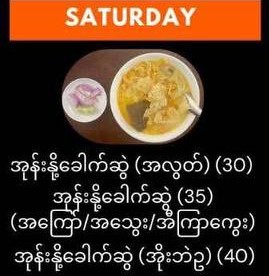 SATURDAY
အုန်းနို့ခေါက်ဆွဲ (အလွတ်) (30)
အုန်းနို့ခေါက်ဆွဲ (35)
(အကြော်/အသွေး/အီကြာကွေး)
အုန်းနို့ခေါက်ဆွဲ (အိုးဘဲဥ) (40)